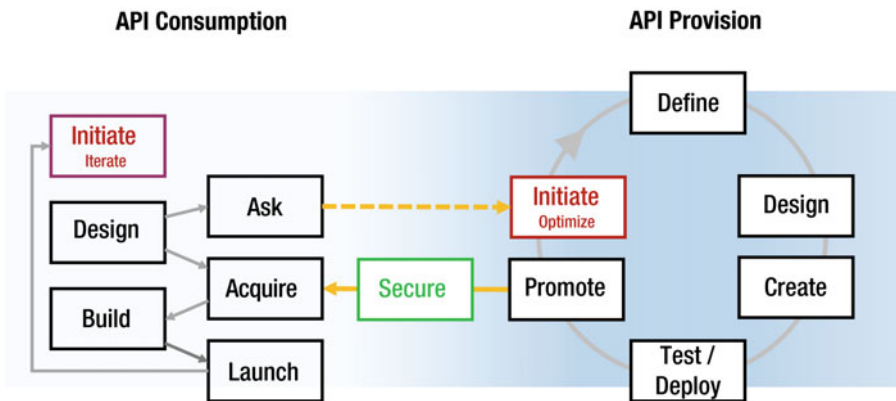 API Consumption
API Provision
Initiate
Iterate
Design
Build
Ask
Acquire
Launch
Secure
Initiate
Optimize
Promote
Define
Design
Create
Test /
Deploy